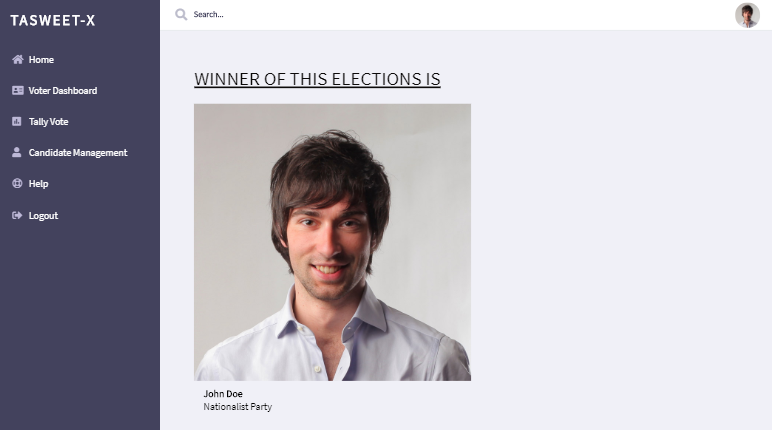 TASWEET-X
Search...
Home
Voter Dashboard
Tally Vote
Candidate Management
Help
Logout
WINNER OF THIS ELECTIONS IS
John Doe
Nationalist Party